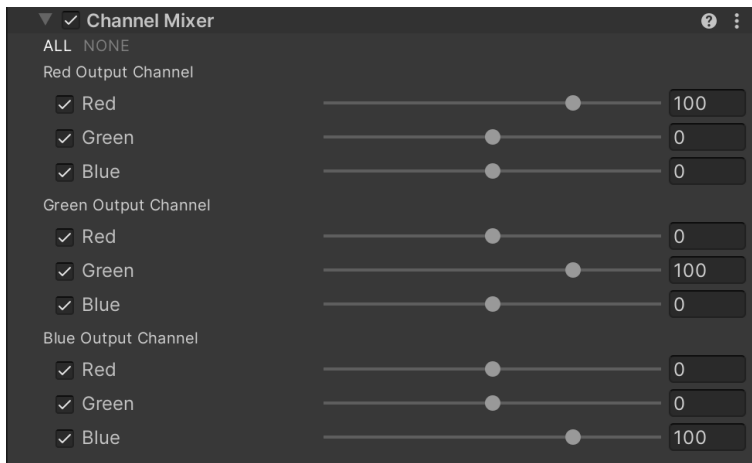 Channel Mixer
ALL NONE
Red Output Channel
Red 100
Green 0
Blue 0
Green Output Channel
Red 0
Green 100
Blue 0
Blue Output Channel
Red 0
Green 0
Blue 100